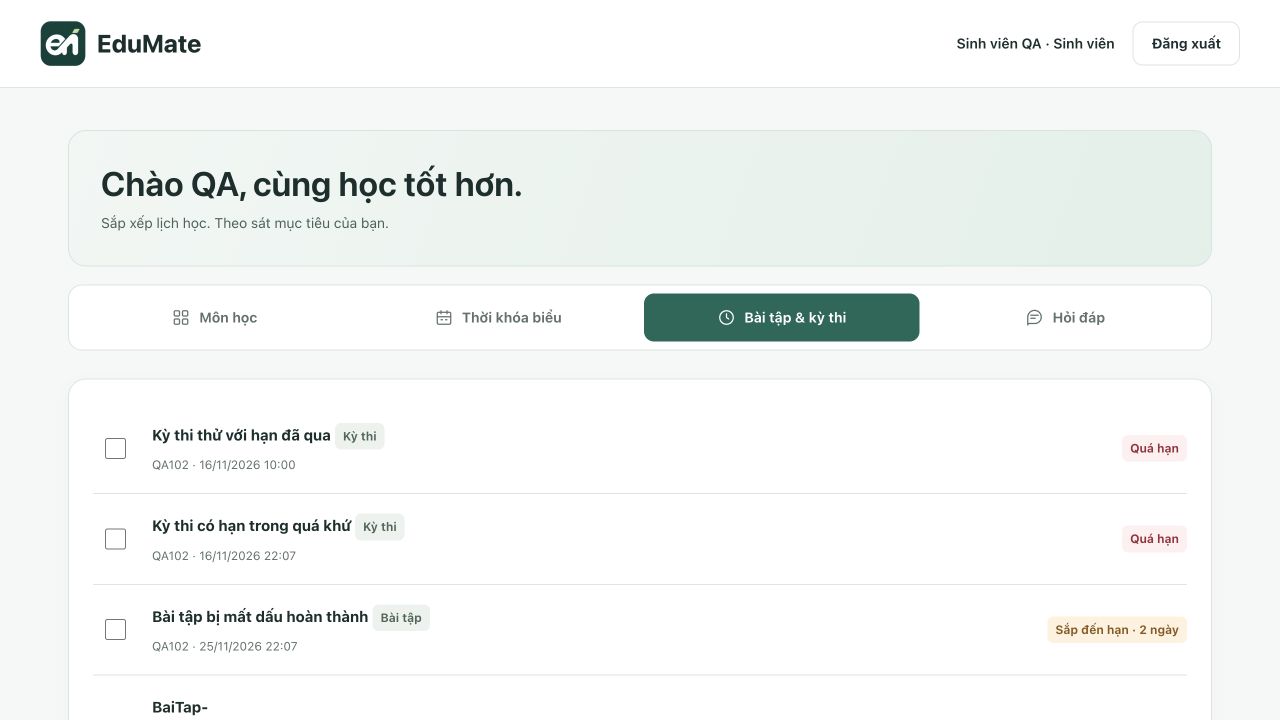 EduMate
Sinh viên QA · Sinh viên
Đăng xuất
Chào QA, cùng học tốt hơn.
Sắp xếp lịch học. Theo sát mục tiêu của bạn.
Môn học
Thời khóa biểu
Bài tập & kỳ thi
Hỏi đáp
Kỳ thi thử với hạn đã qua Kỳ thi
QA102 · 16/11/2026 10:00
Quá hạn
Kỳ thi có hạn trong quá khứ Kỳ thi
QA102 · 16/11/2026 22:07
Quá hạn
Bài tập bị mất dấu hoàn thành Bài tập
QA102 · 25/11/2026 22:07
Sắp đến hạn · 2 ngày
BaiTap-